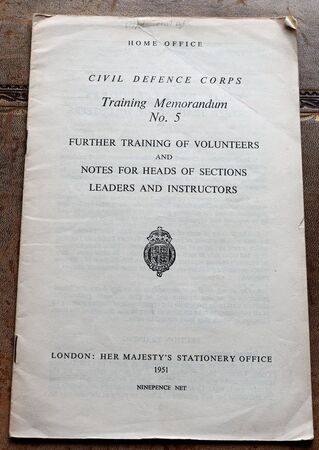 HOME OFFICE
CIVIL DEFENCE CORPS
Training Memorandum
No. 5
FURTHER TRAINING OF VOLUNTEERS
AND
NOTES FOR HEADS OF SECTIONS
LEADERS AND INSTRUCTORS
LONDON: HER MAJESTY'S STATIONERY OFFICE
1951
NINEPENCE NET